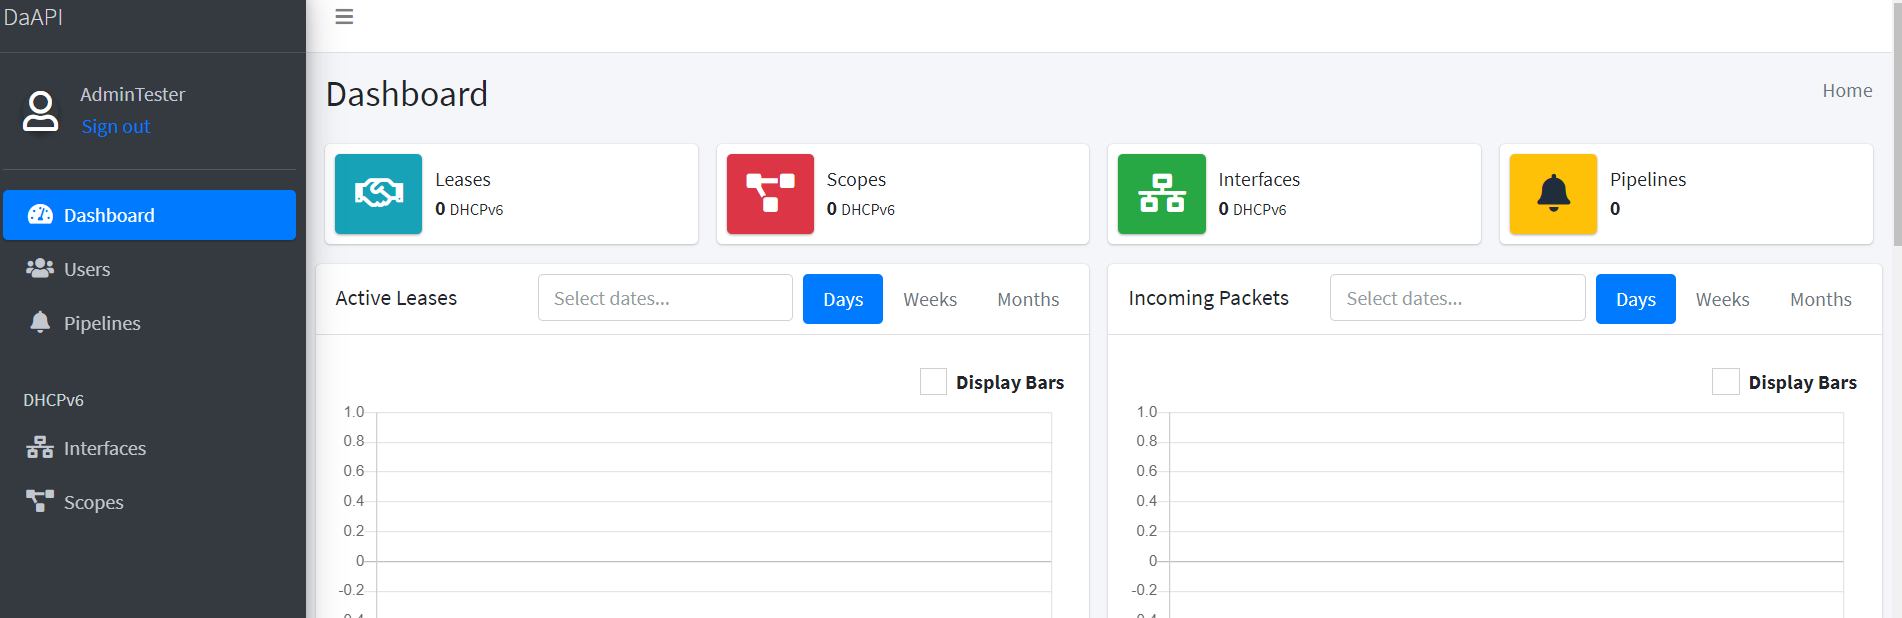 DaAPI
AdminTester
Sign out
Dashboard
Users
Pipelines
DHCPv6
Interfaces
Scopes
Dashboard
Home
Leases
0 DHCPv6
Scopes
0 DHCPv6
Interfaces
0 DHCPv6
Pipelines
0
Active Leases
Select dates...
Days
Weeks
Months
Display Bars
1.0
0.8
0.6
0.4
0.2
0
-0.2
Incoming Packets
Select dates...
Days
Weeks
Months
Display Bars
1.0
0.8
0.6
0.4
0.2
0
-0.2